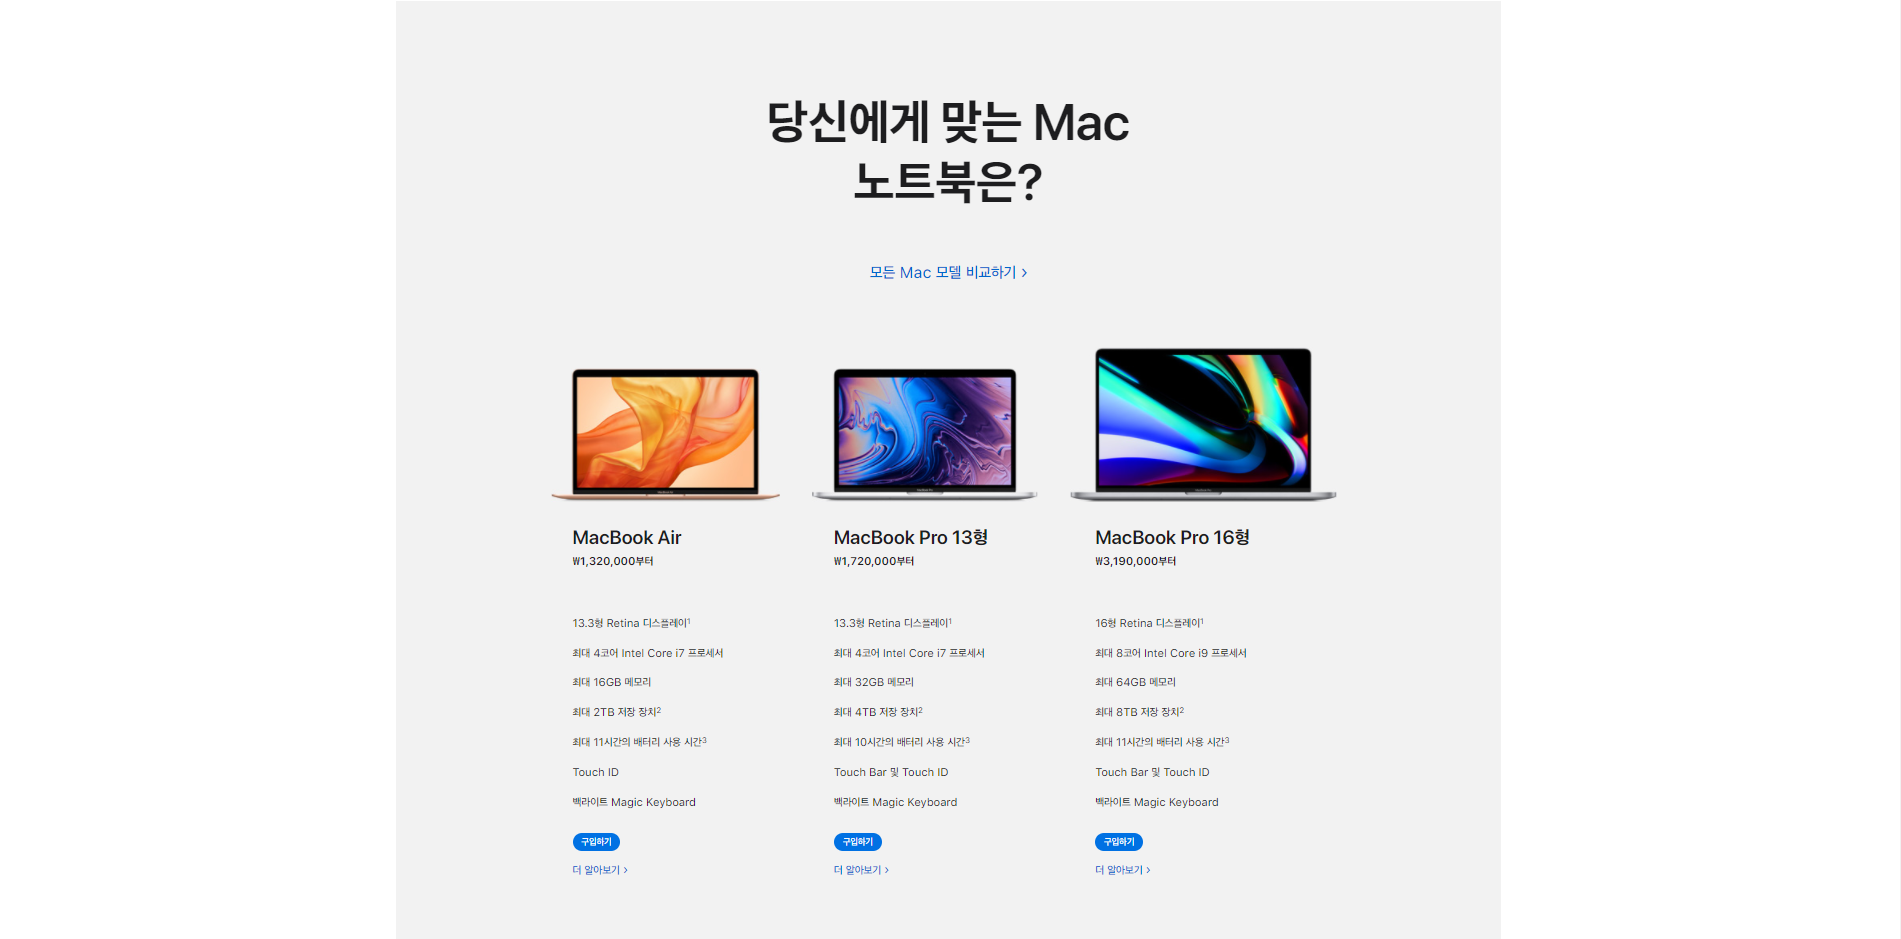 당신에게 맞는 Mac
노트북은?
모든 Mac 모델 비교하기 >
MacBook Air
₩1,320,000부터
13.3형 Retina 디스플레이¹
최대 4코어 Intel Core i7 프로세서
최대 16GB 메모리
최대 2TB 저장 장치²
최대 11시간의 배터리 사용 시간³
Touch ID
백라이트 Magic Keyboard
구입하기
더 알아보기 >
MacBook Pro 13형
₩1,720,000부터
13.3형 Retina 디스플레이¹
최대 4코어 Intel Core i7 프로세서
최대 32GB 메모리
최대 4TB 저장 장치²
최대 10시간의 배터리 사용 시간³
Touch Bar 및 Touch ID
백라이트 Magic Keyboard
구입하기
더 알아보기 >
MacBook Pro 16형
₩3,190,000부터
16형 Retina 디스플레이¹
최대 8코어 Intel Core i9 프로세서
최대 64GB 메모리
최대 8TB 저장 장치²
최대 11시간의 배터리 사용 시간³
Touch Bar 및 Touch ID
백라이트 Magic Keyboard
구입하기
더 알아보기 >